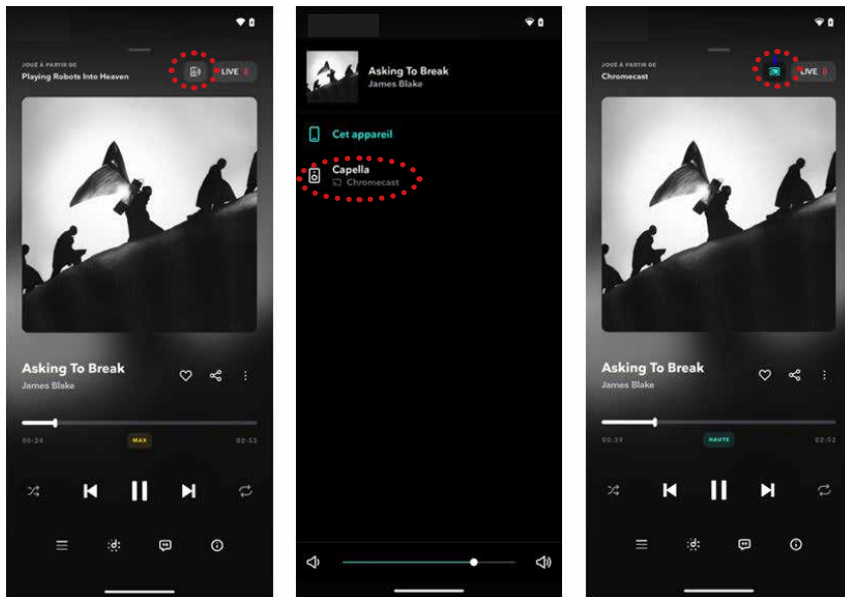 JOUÉ À PARTIR DE
Playing Robots Into Heaven
LIVE
Asking To Break
James Blake
00:24
MAX
02:53
Asking To Break
James Blake
Cet appareil
Capella
Chromecast
JOUÉ À PARTIR DE
Chromecast
LIVE
Asking To Break
James Blake
00:39
HAUTE
02:52